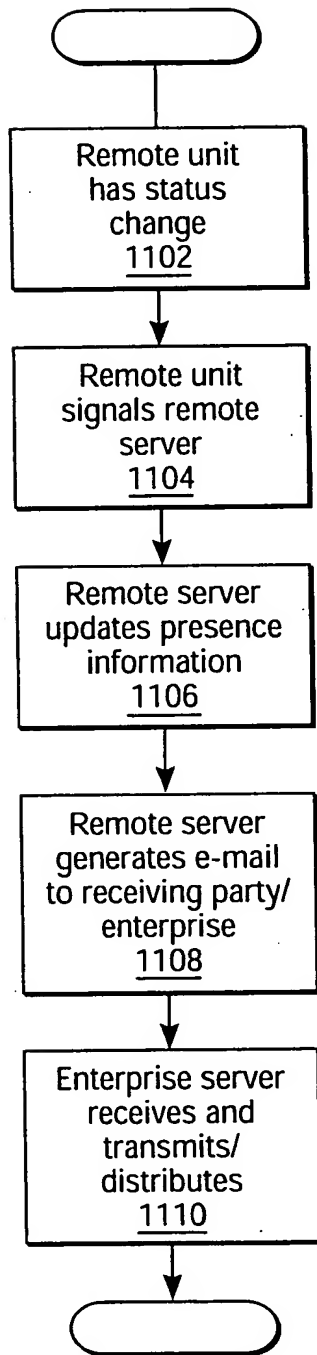 Remote unit
has status
change
1102
Remote unit
signals remote
server
1104
Remote server
updates presence
information
1106
Remote server
generates e-mail
to receiving party/
enterprise
1108
Enterprise server
receives and
transmits/
distributes
1110